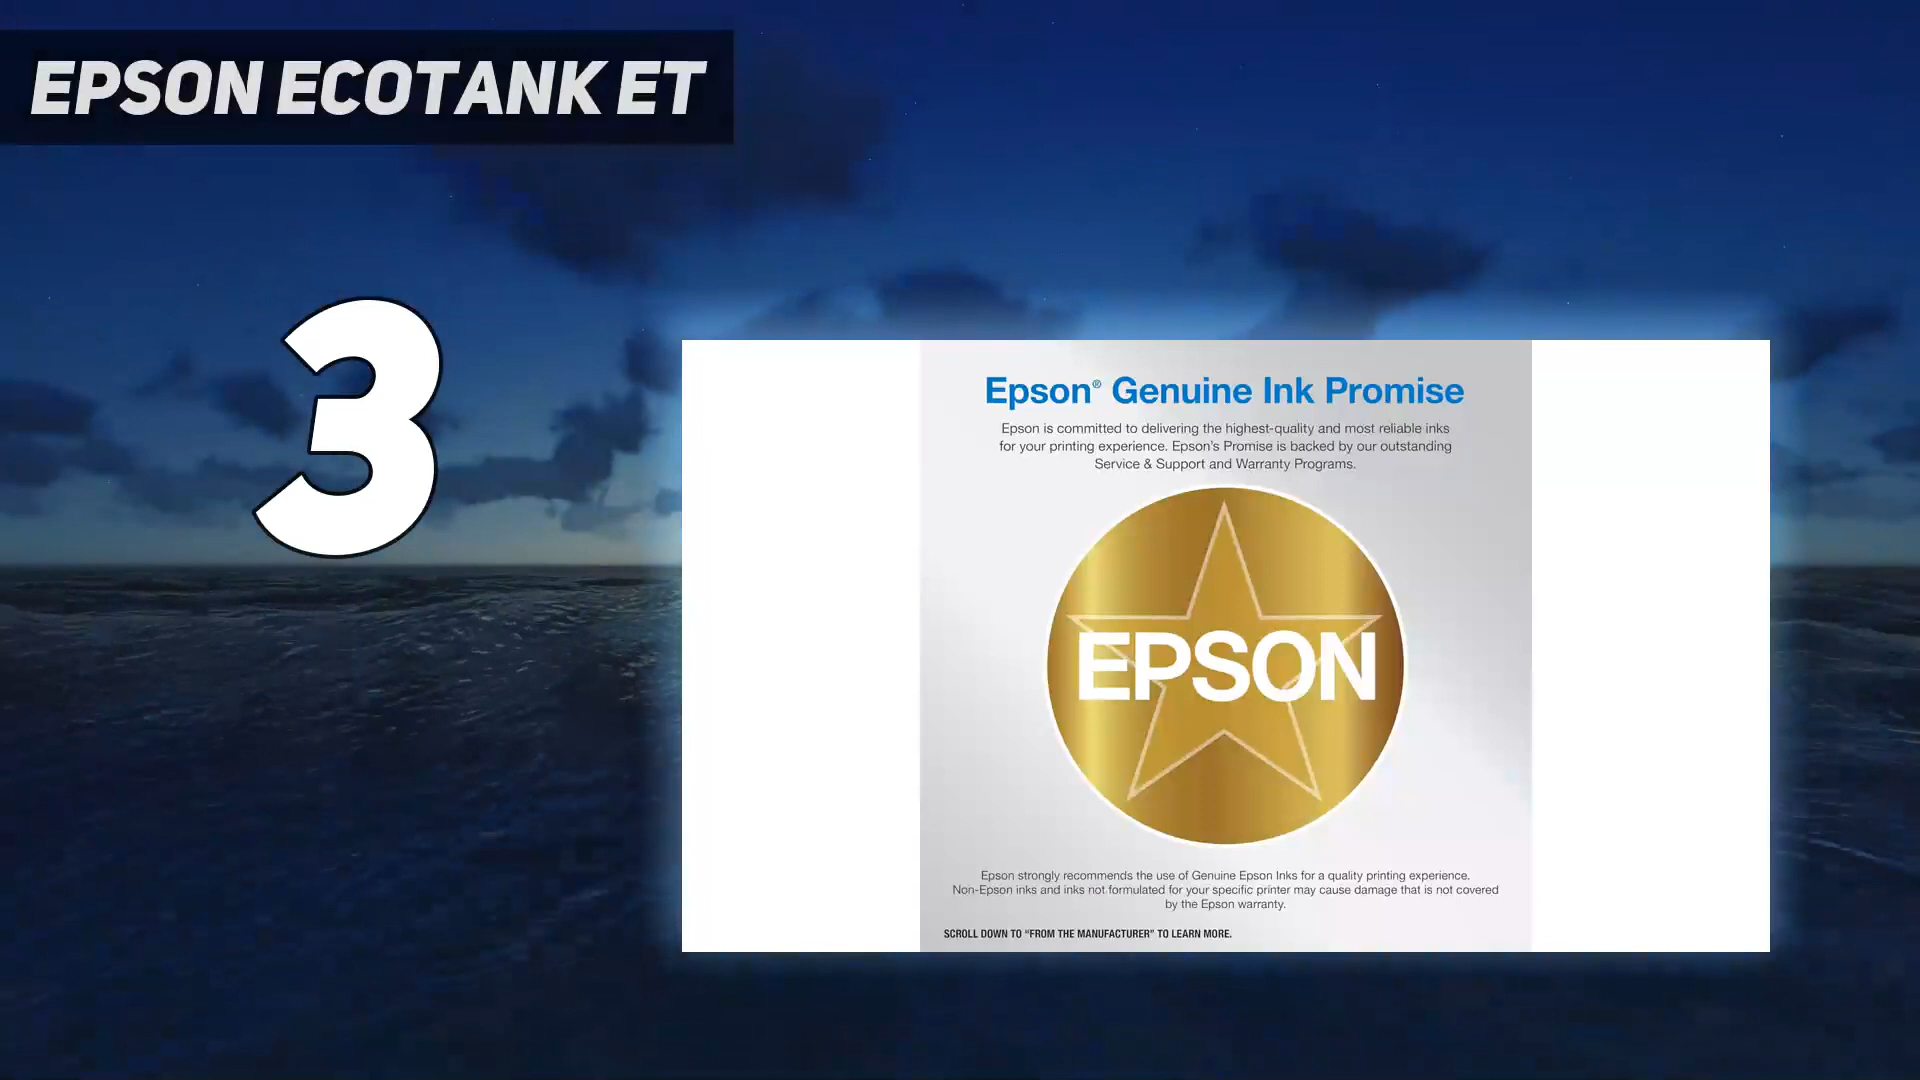 EPSON ECOTANK ET
3
Epson® Genuine Ink Promise
Epson is committed to delivering the highest-quality and most reliable inks
for your printing experience. Epson's Promise is backed by our outstanding
Service & Support and Warranty Programs.
EPSON
Epson strongly recommends the use of Genuine Epson Inks for a quality printing experience.
Non-Epson inks and inks not formulated for your specific printer may cause damage that is not covered
by the Epson warranty.
SCROLL DOWN TO “FROM THE MANUFACTURER” TO LEARN MORE.